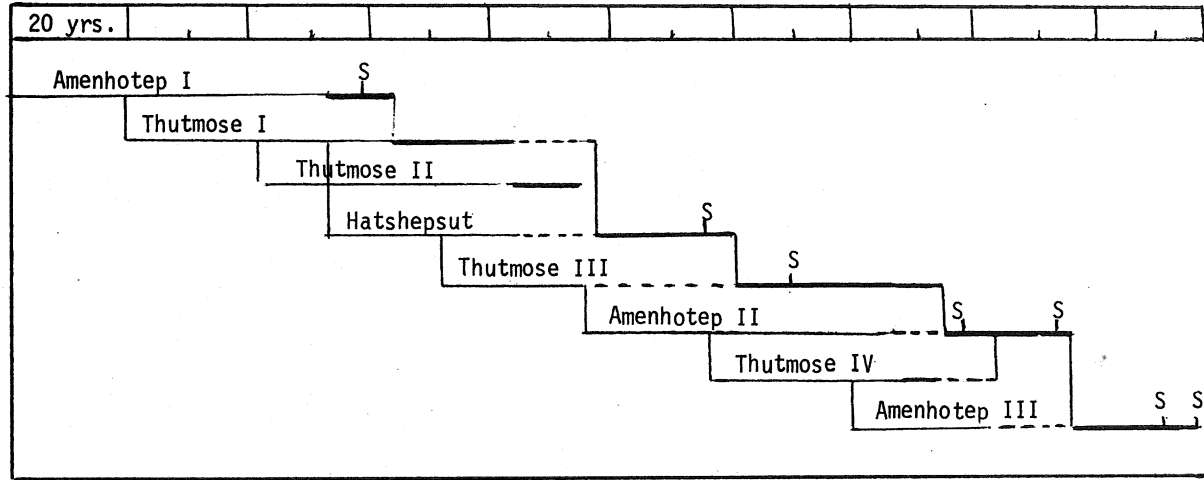 20 yrs.
Amenhotep I
S
Thutmose I
Thutmose II
Hatshepsut
S
Thutmose III
S
Amenhotep II
S
S
Thutmose IV
Amenhotep III
S
S